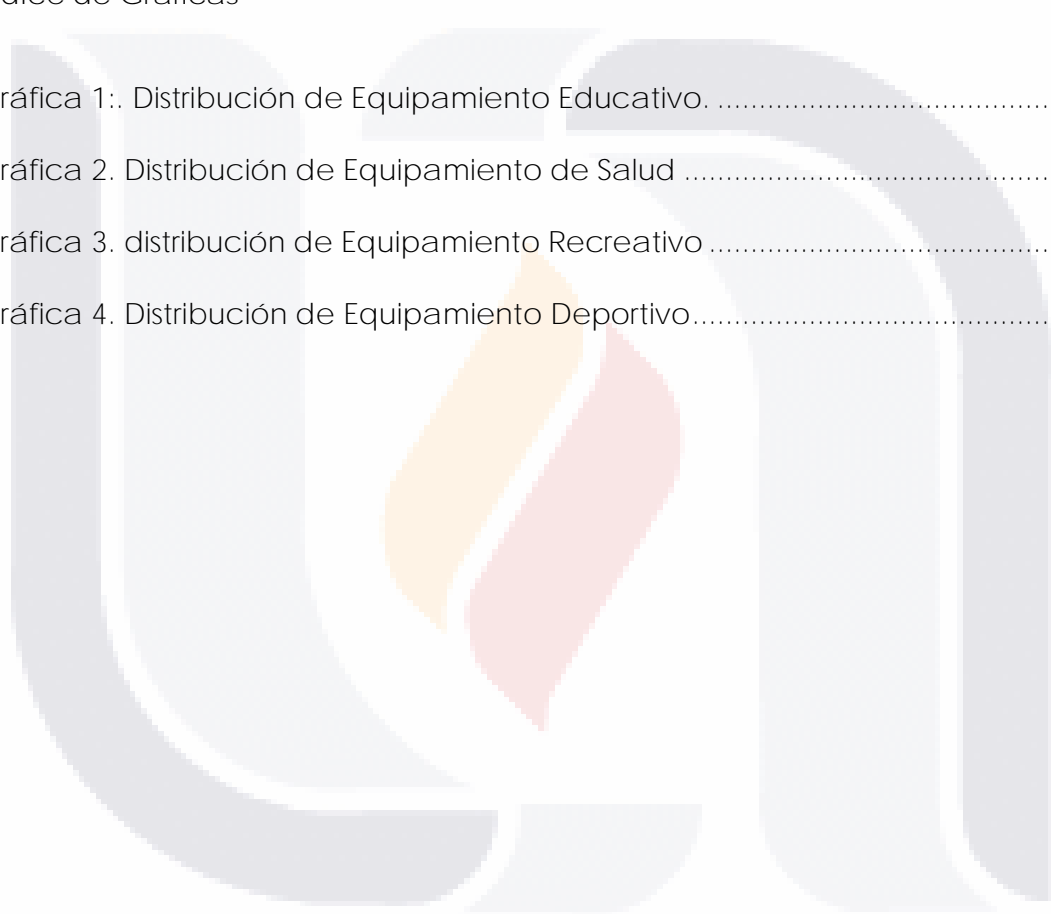 dice de Gráficas
ráfica 1:. Distribución de Equipamiento Educativo. ........................................
ráfica 2. Distribución de Equipamiento de Salud ............................................
ráfica 3. distribución de Equipamiento Recreativo .........................................
ráfica 4. Distribución de Equipamiento Deportivo...........................................